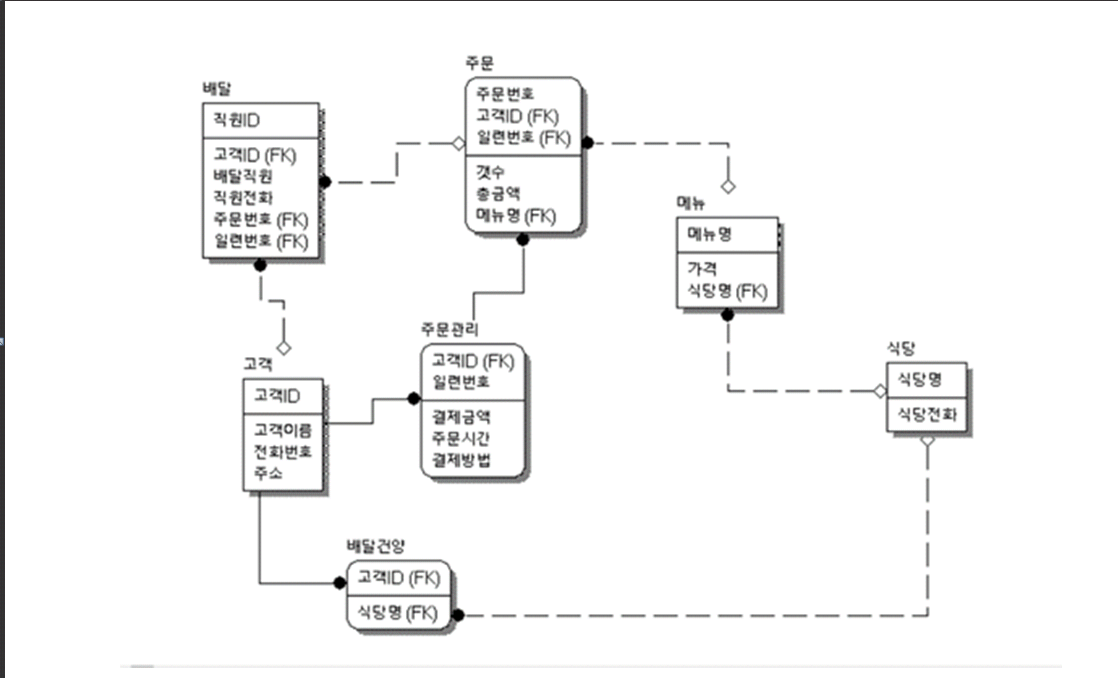 배달
직원ID
고객ID (FK)
배달직원
직원전화
주문번호 (FK)
일련번호 (FK)
주문
주문번호
고객ID (FK)
일련번호 (FK)
갯수
총금액
메뉴명 (FK)
메뉴
메뉴명
가격
식당명 (FK)
주문관리
고객ID (FK)
일련번호
결제금액
주문시간
결제방법
고객
고객ID
고객이름
전화번호
주소
식당
식당명
식당전화
배달건양
고객ID (FK)
식당명 (FK)